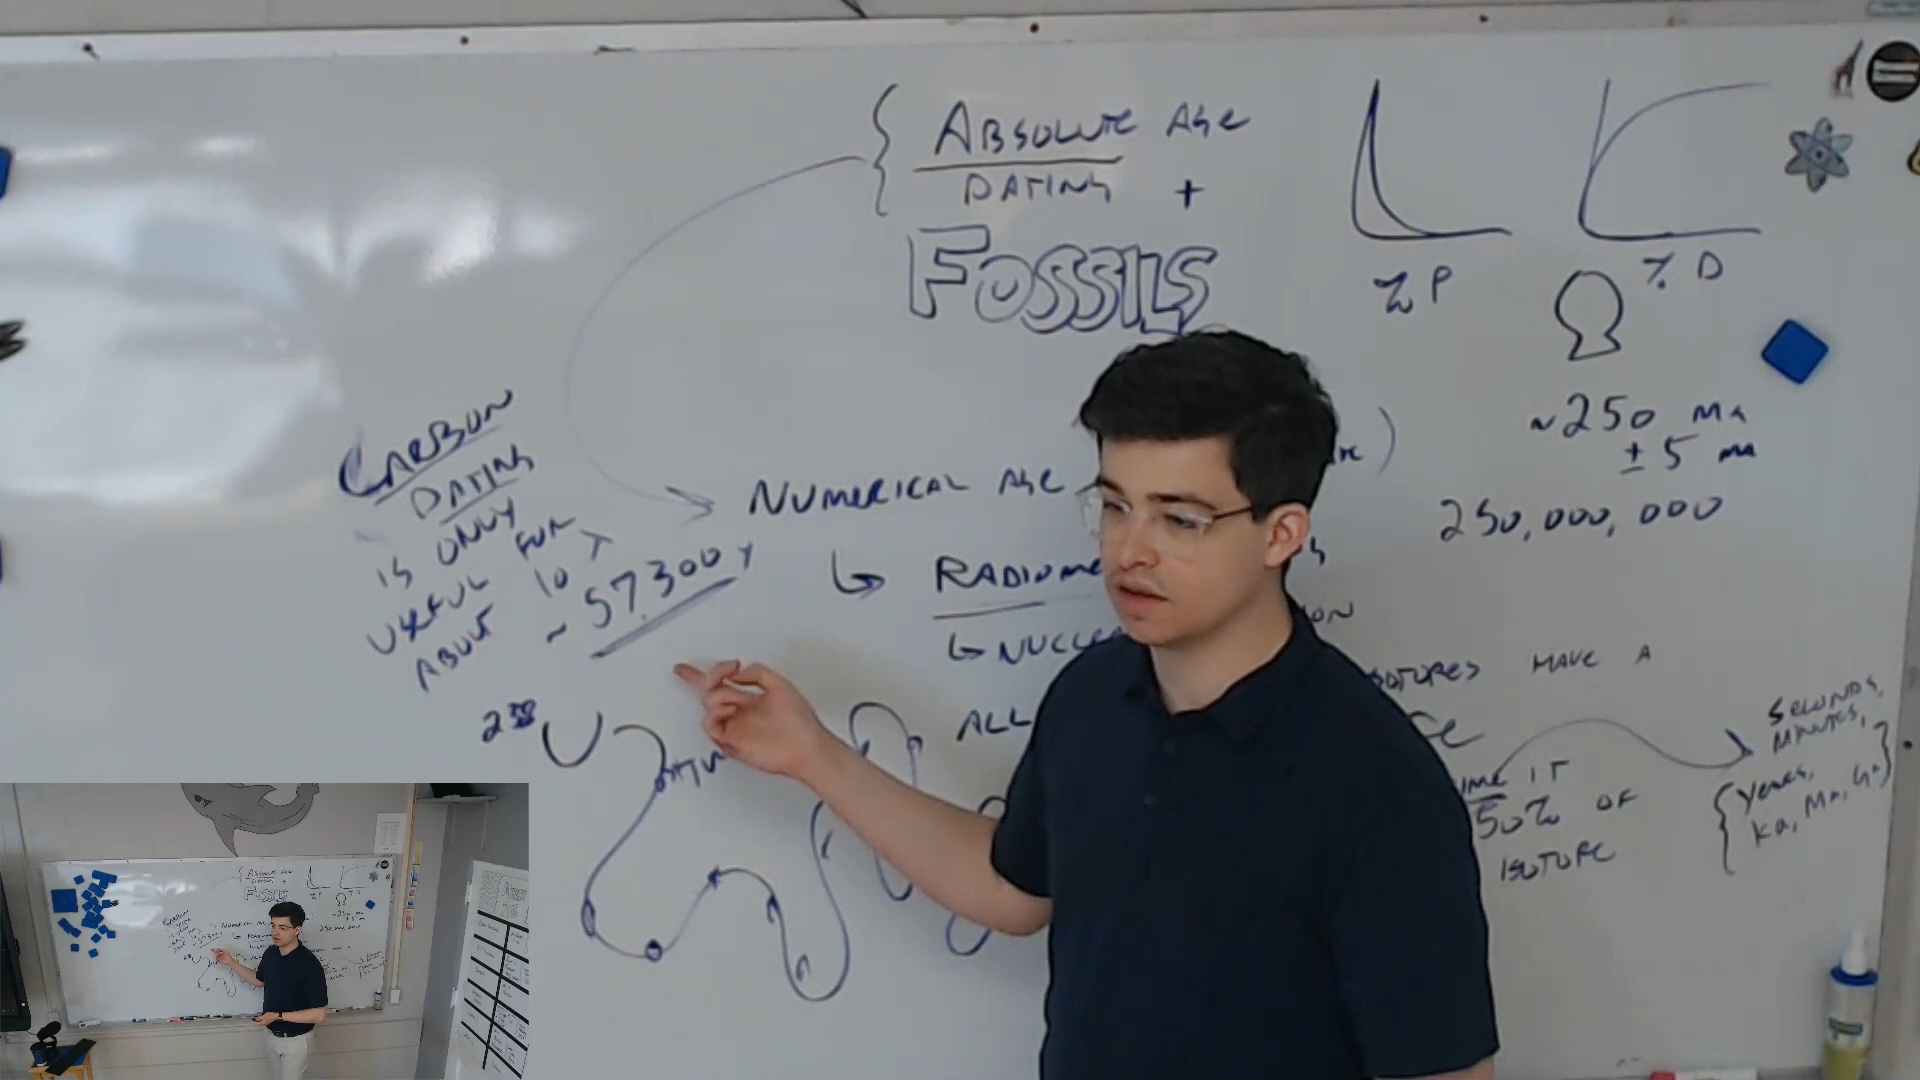 ABSOLUTE AGE
DATING +
FOSSILS
% P
% D
~250 Ma
± 5 Ma
250,000,000
CARBON
DATING
IS ONLY
USEFUL FOR
ABOUT 10 T
~57,300 y
NUMERICAL AGE
RADIOME
NUCLE
238
U
ALL
HAVE A
IME IT
50% OF
ISOTOPE
SECONDS,
MINUTES,
YEARS,
ka, Ma, Ga